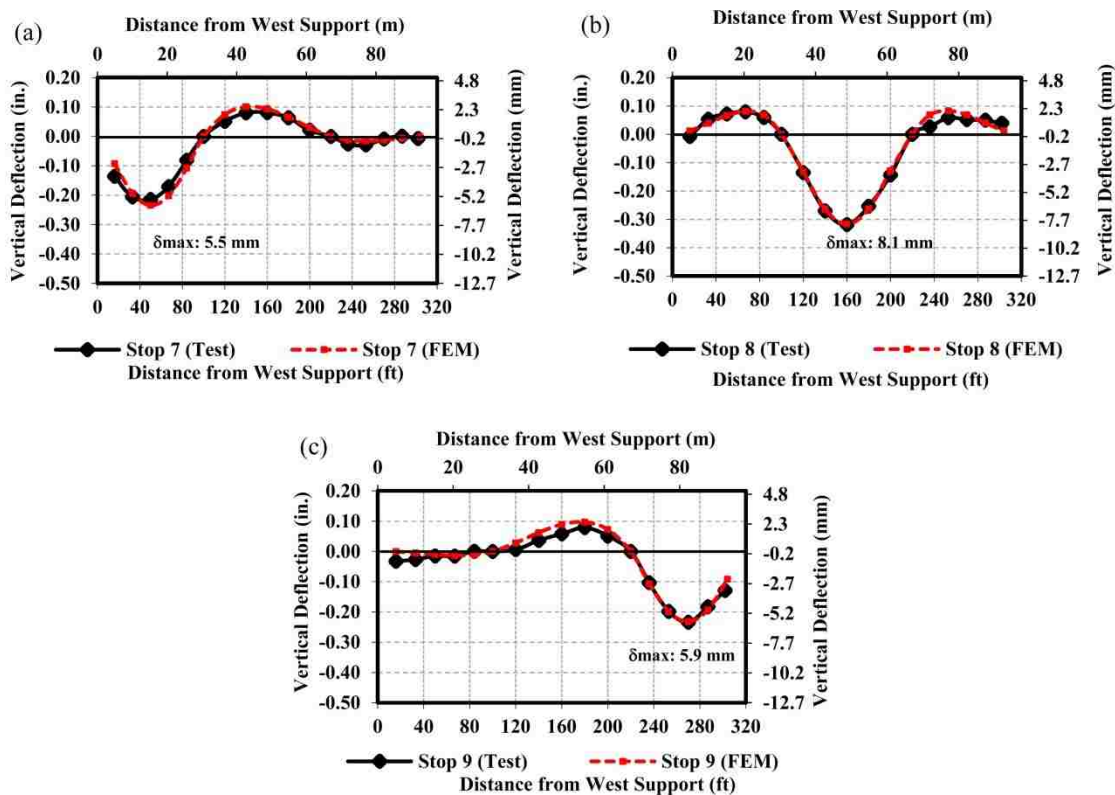 (a)
Distance from West Support (m)
0 20 40 60 80
0.20
0.10
0.00
-0.10
-0.20
-0.30
-0.40
-0.50
Vertical Deflection (in.)
4.8
2.3
-0.2
-2.7
-5.2
-7.7
-10.2
-12.7
Vertical Deflection (mm)
δmax: 5.5 mm
0 40 80 120 160 200 240 280 320
Stop 7 (Test) Stop 7 (FEM)
Distance from West Support (ft)
(b)
Distance from West Support (m)
0 20 40 60 80
0.20
0.10
0.00
-0.10
-0.20
-0.30
-0.40
-0.50
Vertical Deflection (in.)
4.8
2.3
-0.2
-2.7
-5.2
-7.7
-10.2
-12.7
Vertical Deflection (mm)
δmax: 8.1 mm
0 40 80 120 160 200 240 280 320
Stop 8 (Test) Stop 8 (FEM)
Distance from West Support (ft)
(c)
Distance from West Support (m)
0 20 40 60 80
0.20
0.10
0.00
-0.10
-0.20
-0.30
-0.40
-0.50
Vertical Deflection (in.)
4.8
2.3
-0.2
-2.7
-5.2
-7.7
-10.2
-12.7
Vertical Deflection (mm)
δmax: 5.9 mm
0 40 80 120 160 200 240 280 320
Stop 9 (Test) Stop 9 (FEM)
Distance from West Support (ft)